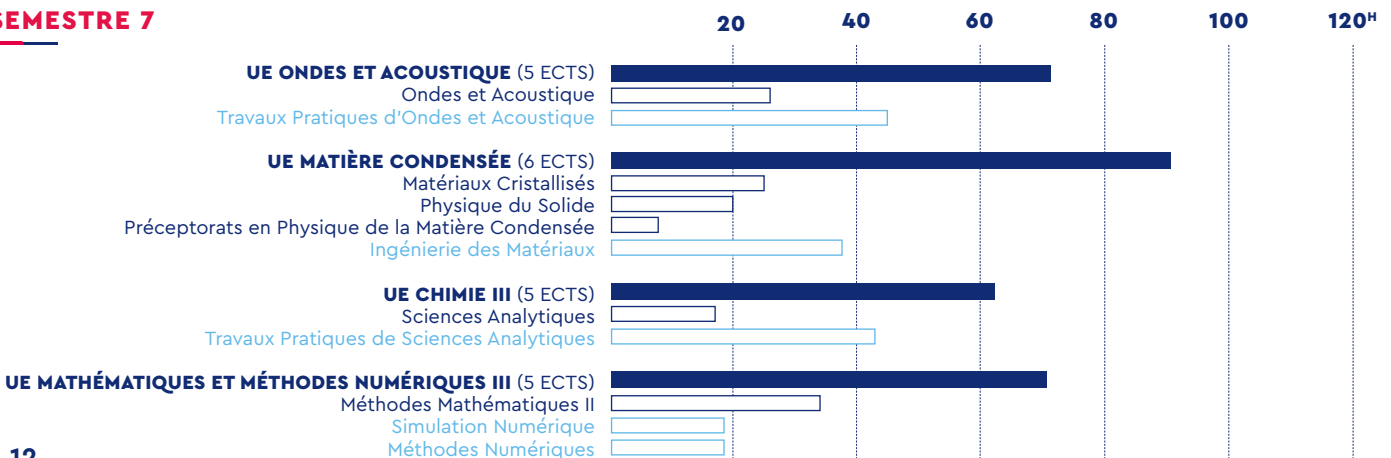 SEMESTRE 7
20 40 60 80 100 120H
UE ONDES ET ACOUSTIQUE (5 ECTS)
Ondes et Acoustique
Travaux Pratiques d'Ondes et Acoustique
UE MATIÈRE CONDENSÉE (6 ECTS)
Matériaux Cristallisés
Physique du Solide
Préceptorats en Physique de la Matière Condensée
Ingénierie des Matériaux
UE CHIMIE III (5 ECTS)
Sciences Analytiques
Travaux Pratiques de Sciences Analytiques
UE MATHÉMATIQUES ET MÉTHODES NUMÉRIQUES III (5 ECTS)
Méthodes Mathématiques II
Simulation Numérique
Méthodes Numériques
12